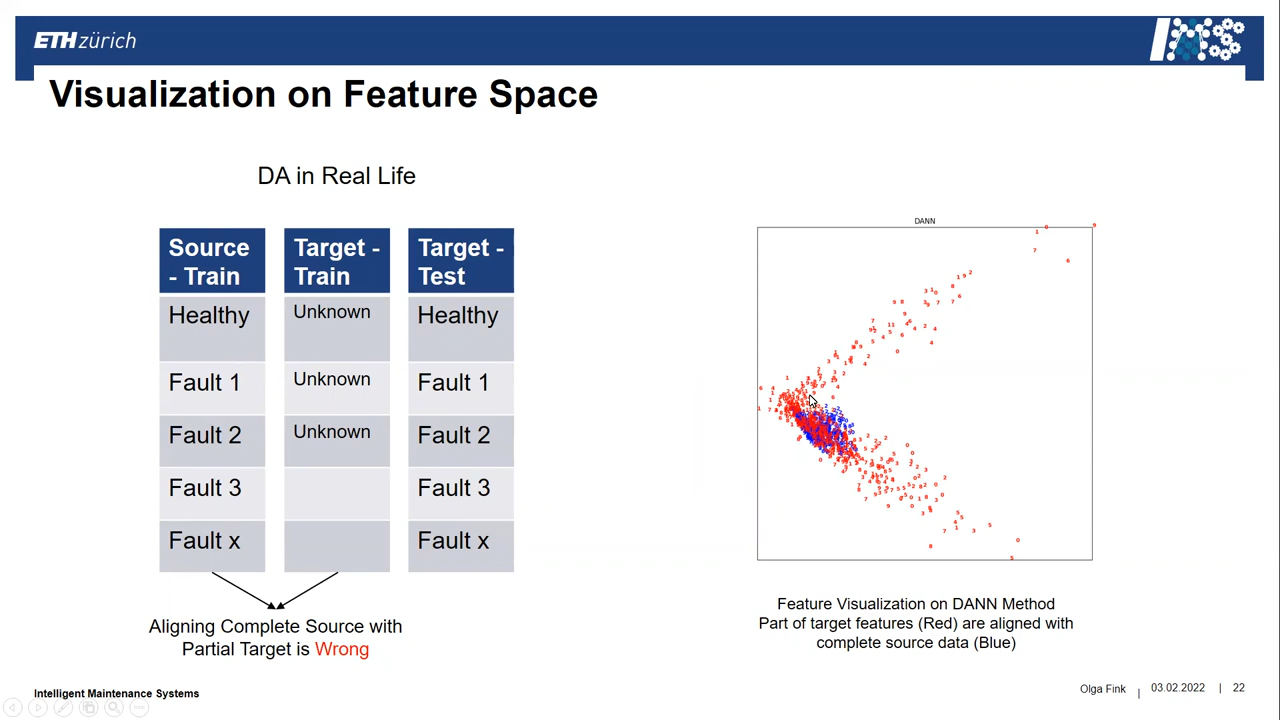 ETH zürich
IMS
Visualization on Feature Space
DA in Real Life
Source
- Train
Target -
Train
Target -
Test
Healthy
Unknown
Healthy
Fault 1
Unknown
Fault 1
Fault 2
Unknown
Fault 2
Fault 3
Fault 3
Fault x
Fault x
Aligning Complete Source with
Partial Target is Wrong
DANN
Feature Visualization on DANN Method
Part of target features (Red) are aligned with
complete source data (Blue)
Intelligent Maintenance Systems
Olga Fink | 03.02.2022 | 22